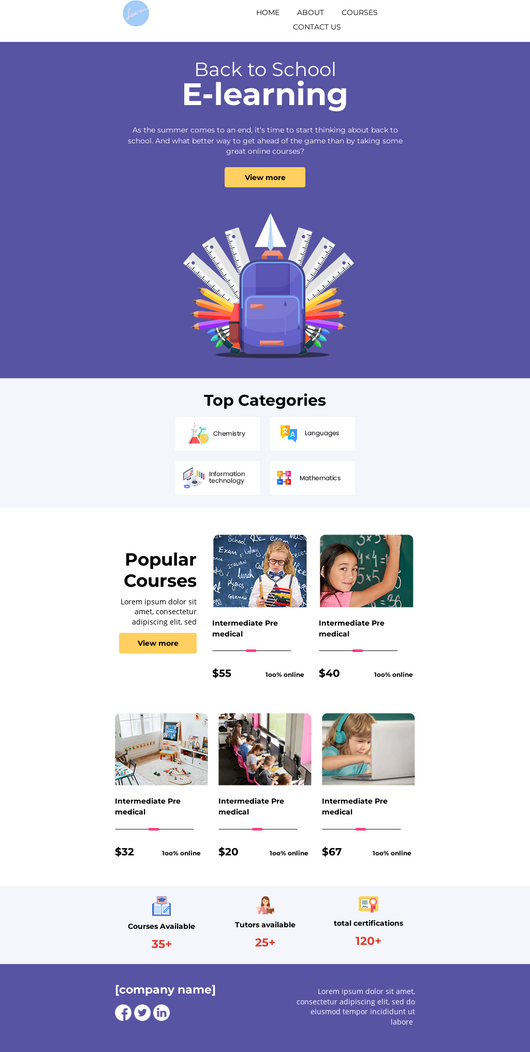 HOME ABOUT COURSES
CONTACT US
Back to School
E-learning
As the summer comes to an end, it's time to start thinking about back to
school. And what better way to get ahead of the game than by taking some
great online courses?
View more
Top Categories
Chemistry
Languages
Information
technology
Mathematics
Popular
Courses
Lorem ipsum dolor sit
amet, consectetur
adipiscing elit, sed
View more
Intermediate Pre
medical
$55 100% online
Intermediate Pre
medical
$40 100% online
Intermediate Pre
medical
$32 100% online
Intermediate Pre
medical
$20 100% online
Intermediate Pre
medical
$67 100% online
Courses Available
35+
Tutors available
25+
total certifications
120+
[company name]
Lorem ipsum dolor sit amet,
consectetur adipiscing elit, sed do
eiusmod tempor incididunt ut
labore